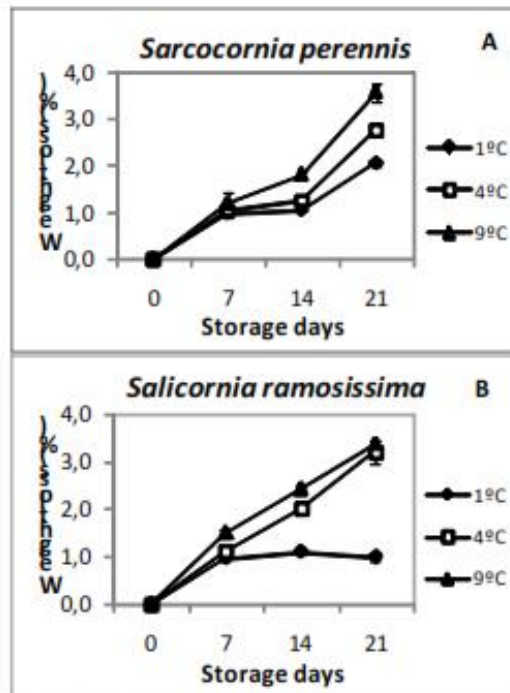 Sarcocornia perennis
A
4,0
3,0
2,0
1,0
0,0
0 7 14 21
Storage days
1ºC
4ºC
9ºC
Salicornia ramosissima
B
4,0
3,0
2,0
1,0
0,0
0 7 14 21
Storage days
1ºC
4ºC
9ºC